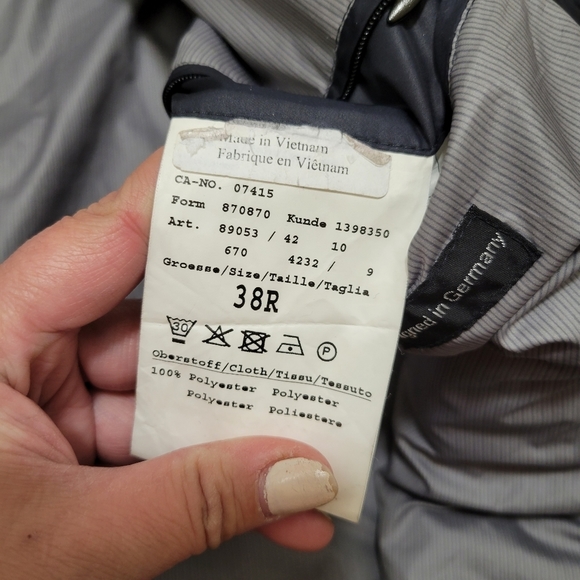 Made in Vietnam
Fabrique en Viêtnam
CA-NO. 07415
Form 870870 Kunde 1398350
Art. 89053 / 42 10
670 4232 / 9
Groesse/Size/Taille/Taglia
38R
30 P
Oberstoff/Cloth/Tissu/Tessuto
100% Polyester Polyester
Polyester Poliestere
gned in Germany